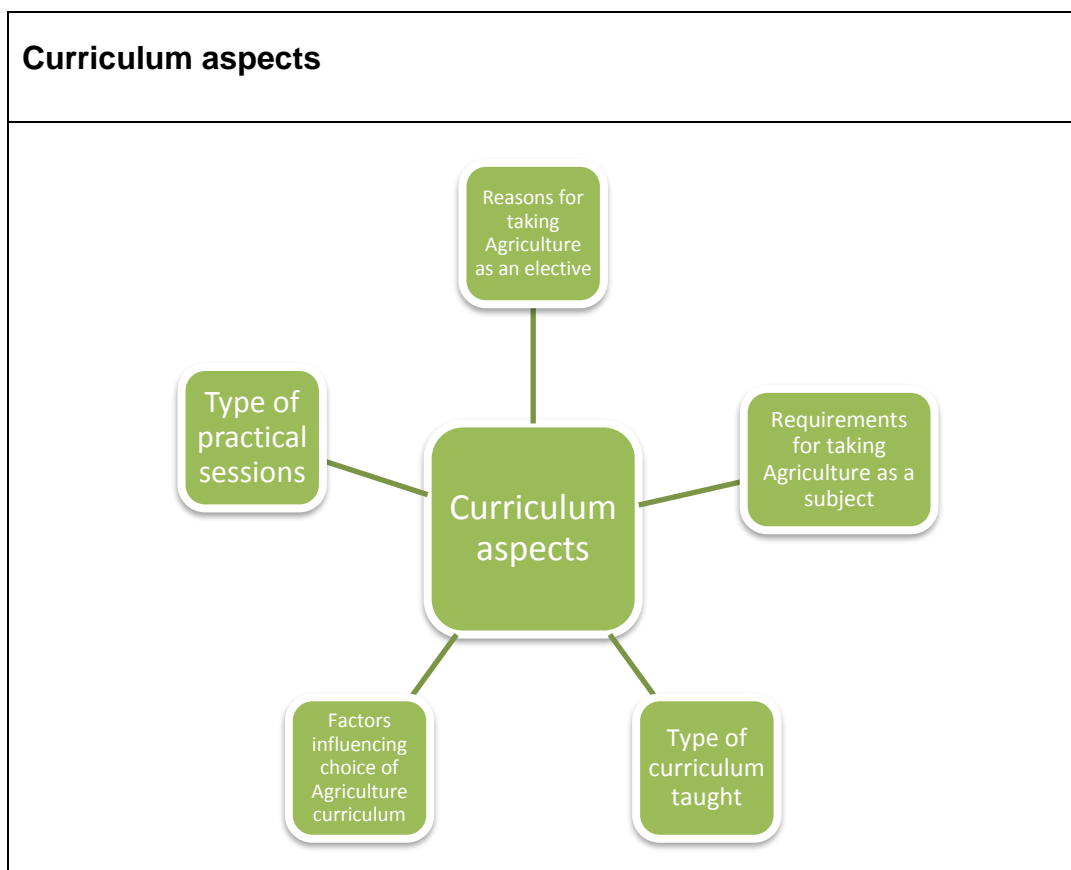 Curriculum aspects
Reasons for
taking
Agriculture
as an elective
Requirements
for taking
Agriculture as a
subject
Type of
curriculum
taught
Factors
influencing
choice of
Agriculture
curriculum
Type of
practical
sessions
Curriculum
aspects